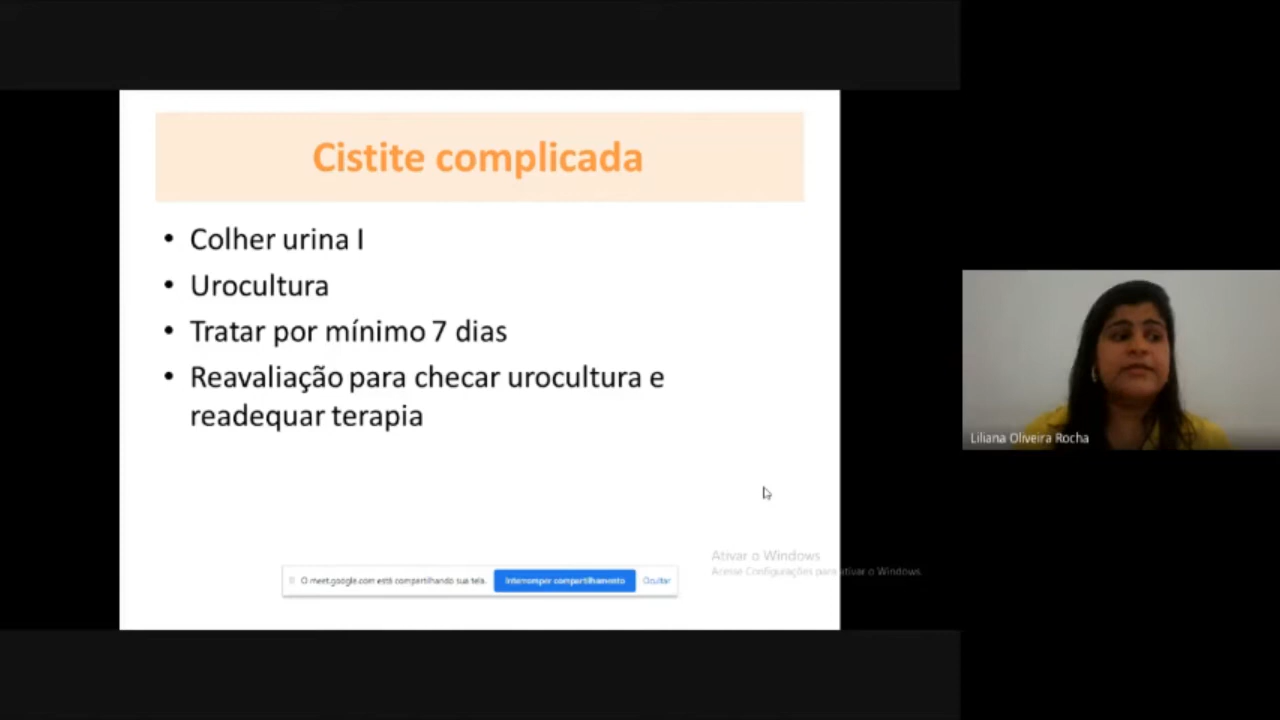 Cistite complicada
• Colher urina I
• Urocultura
• Tratar por mínimo 7 dias
• Reavaliação para checar urocultura e
readequar terapia
Liliana Oliveira Rocha
Ativar o Windows
Acesse Configurações para ativar o Windows.
O meet.google.com está compartilhando sua tela.
Interromper compartilhamento
Ocultar